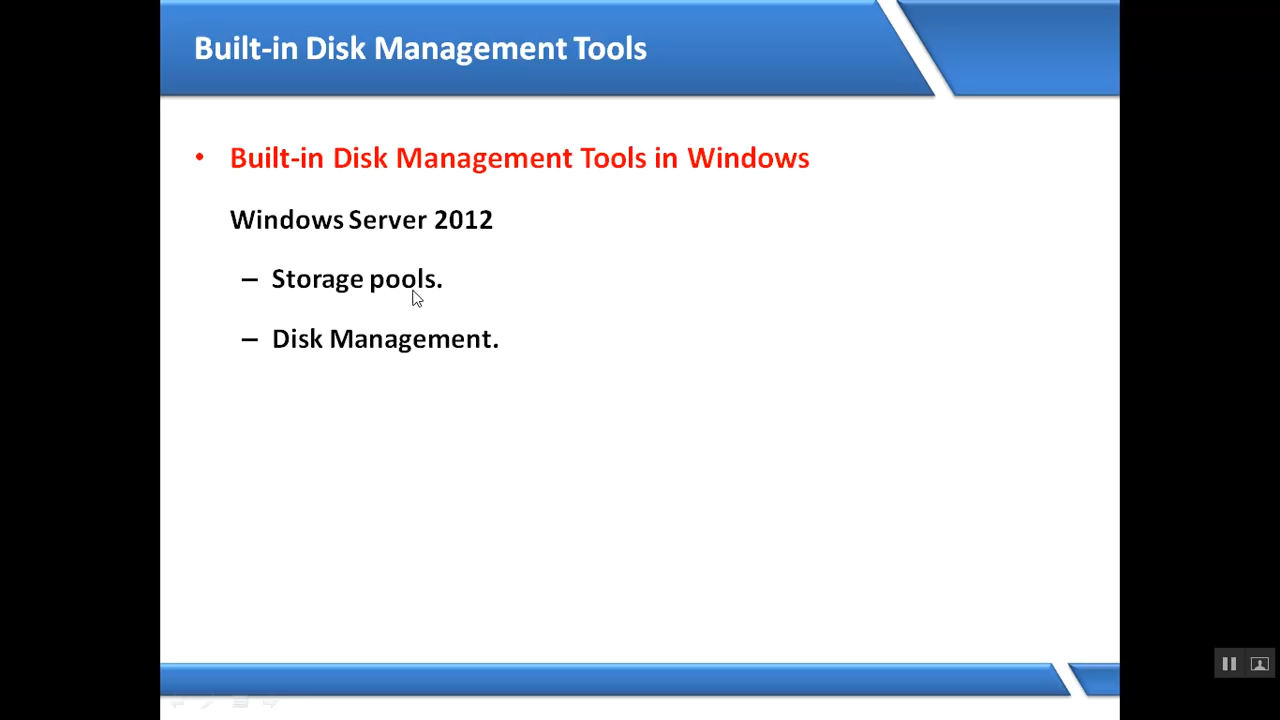 Built-in Disk Management Tools
• Built-in Disk Management Tools in Windows
Windows Server 2012
– Storage pools.
– Disk Management.